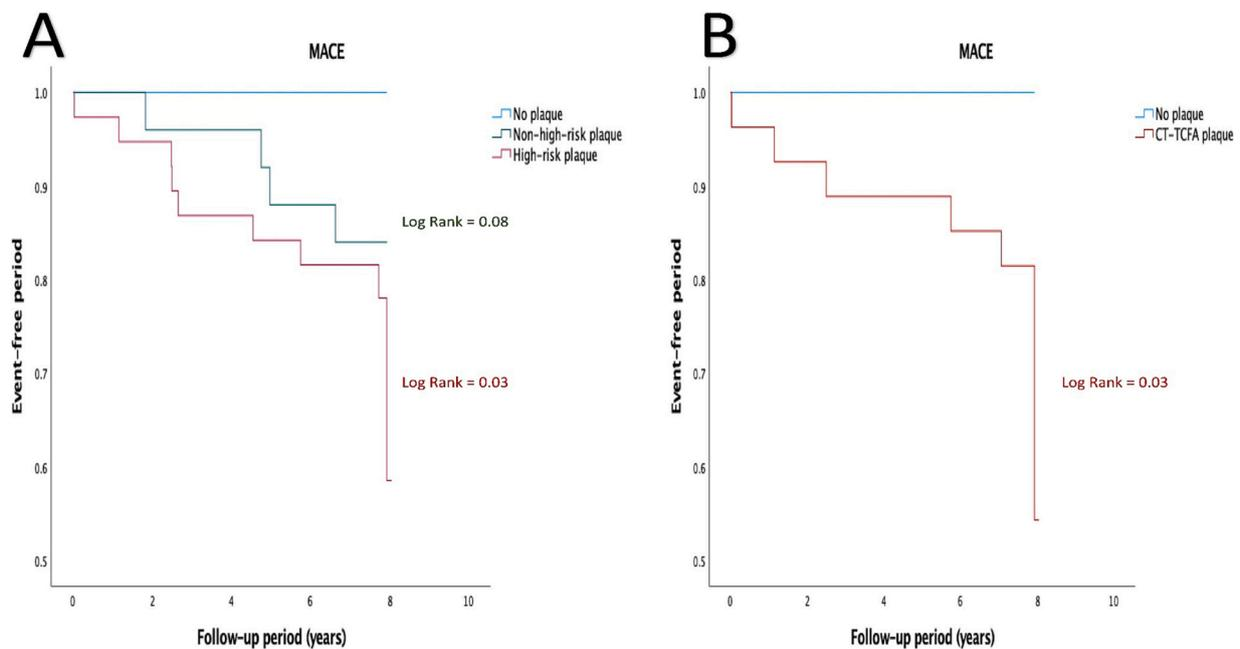 A
MACE
1.0
0.9
0.8
0.7
0.6
0.5
Event-free period
0 2 4 6 8 10
Follow-up period (years)
No plaque
Non-high-risk plaque
High-risk plaque
Log Rank = 0.08
Log Rank = 0.03
B
MACE
1.0
0.9
0.8
0.7
0.6
0.5
Event-free period
0 2 4 6 8 10
Follow-up period (years)
No plaque
CT-TCFA plaque
Log Rank = 0.03